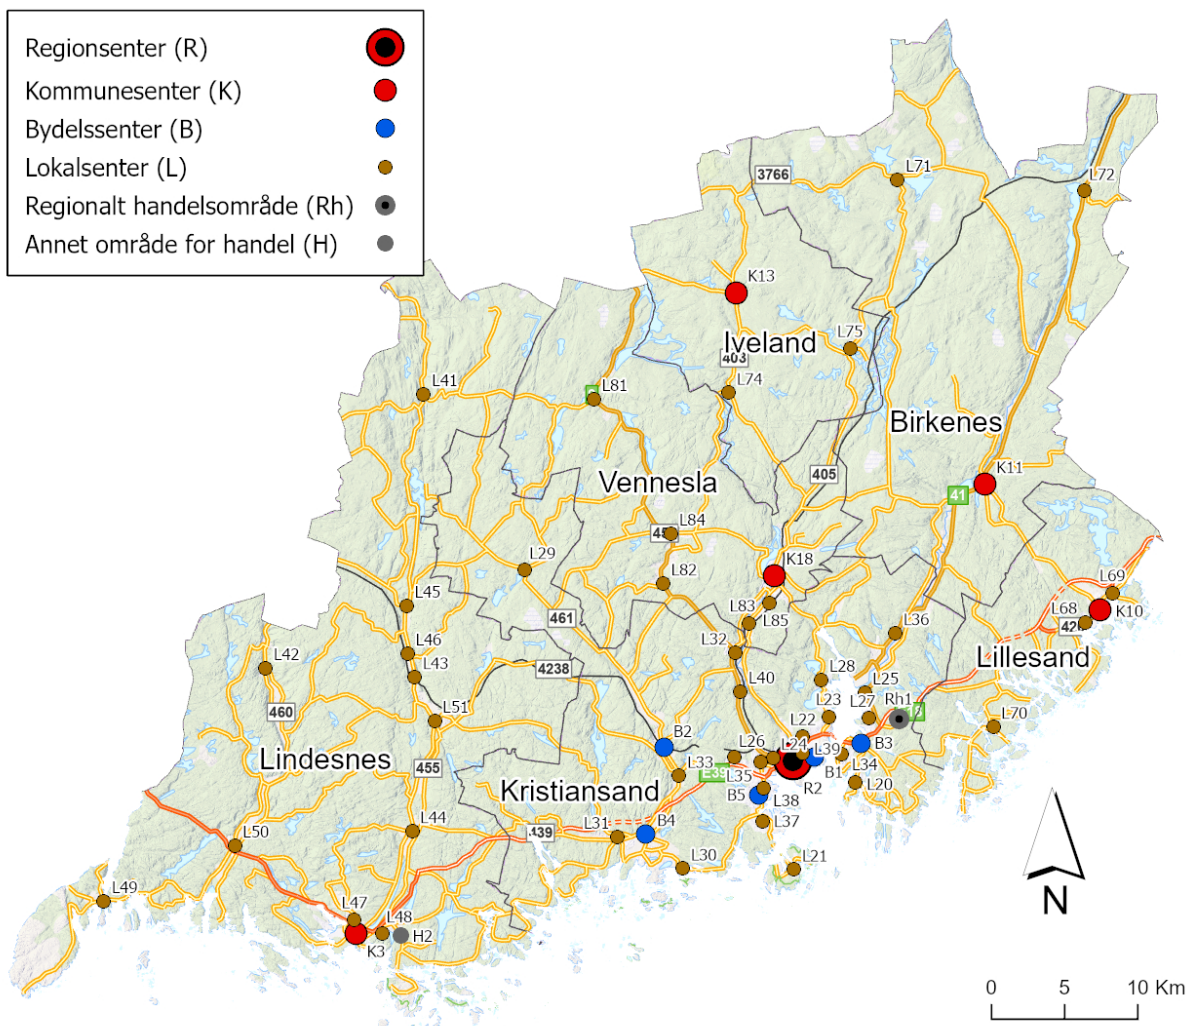 Regionsenter (R)
Kommunesenter (K)
Bydelssenter (B)
Lokalsenter (L)
Regionalt handelsområde (Rh)
Annet område for handel (H)
3766
L71
L72
K13
L75
Iveland
403
L41
L81
L74
Birkenes
K11
405
41
Vennesla
L84
L29
K18
L82
L69
L68
K10
L45
461
L83
L85
L36
L32
L46
L43
L42
4238
Lillesand
L28
L25
L40
460
L51
L27
Rh1
L23
L70
L22
B2
L26
L24
L39
B3
Lindesnes
455
L33
E39
L35
B1
L34
R2
L20
Kristiansand
B5
L38
B4
L37
L31
439
L44
L50
L30
L21
L49
L47
L48
K3
H2
N
0 5 10 Km